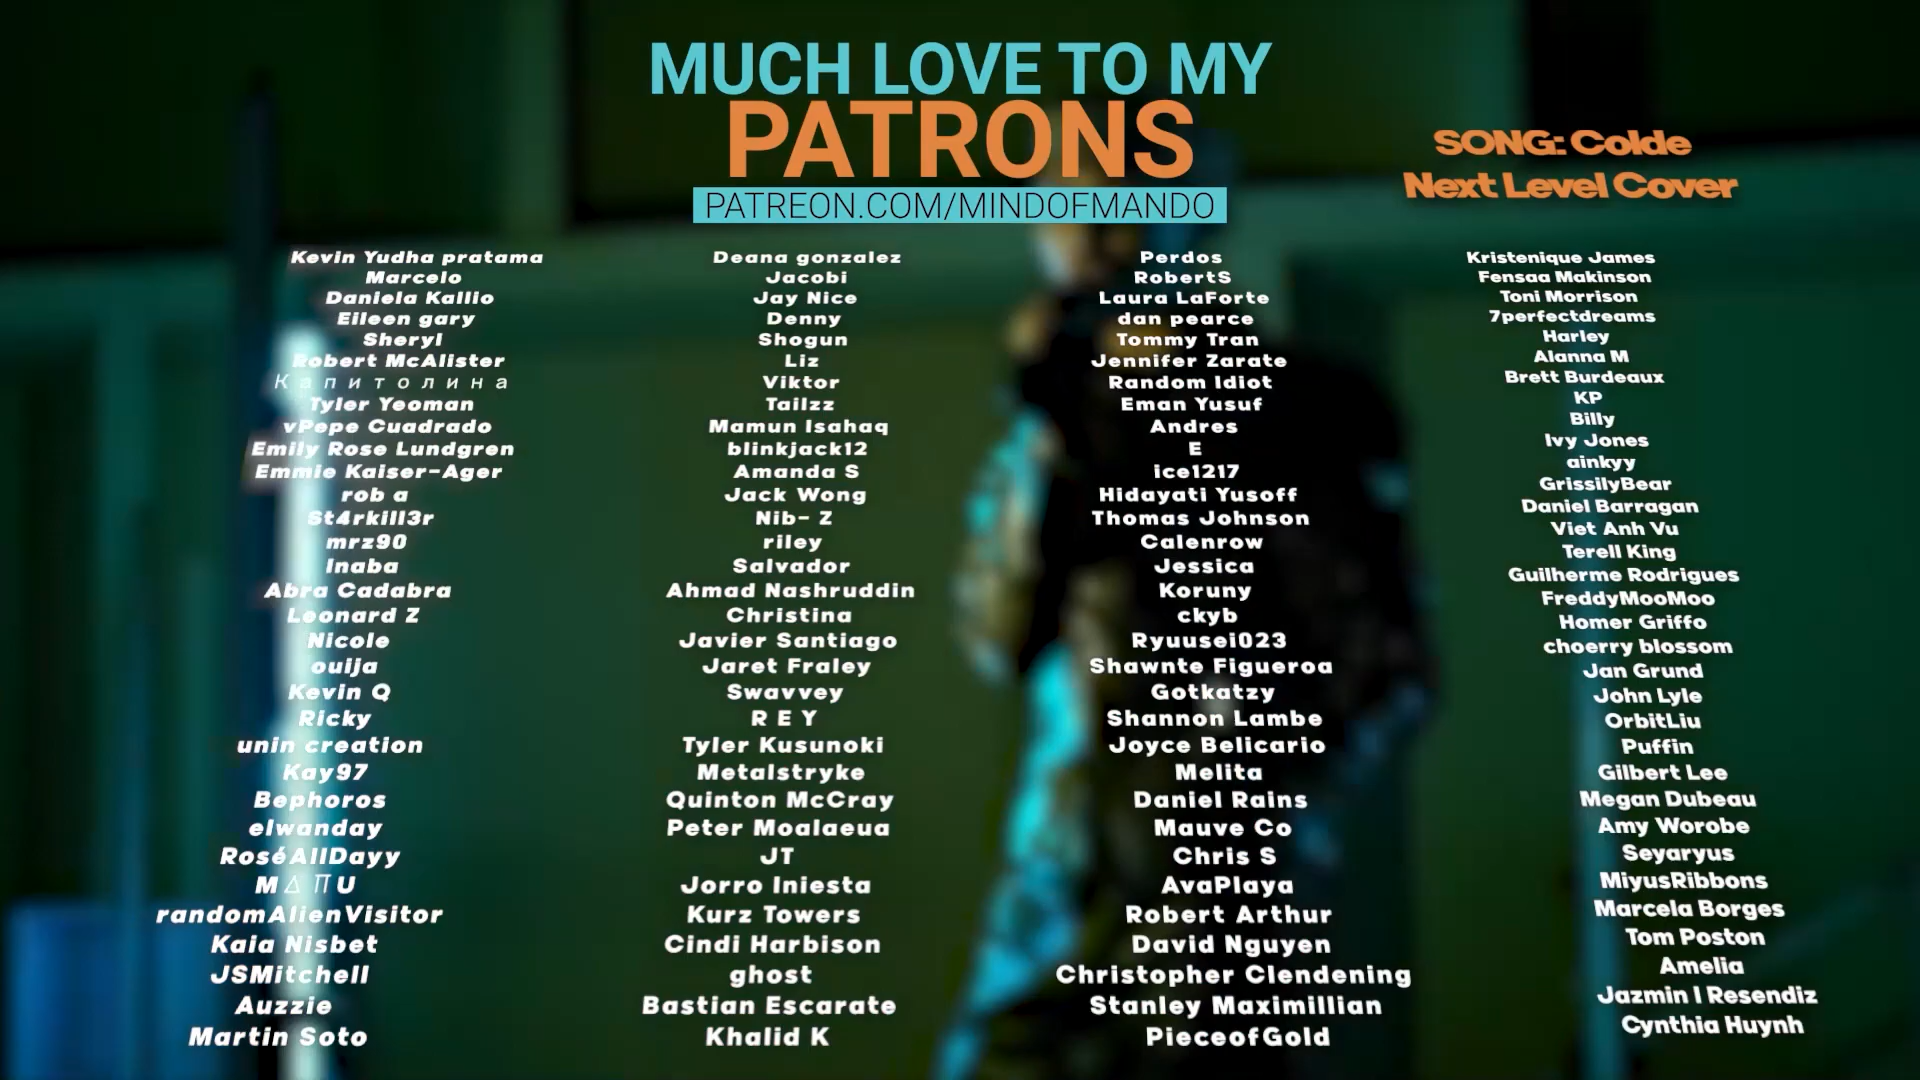 MUCH LOVE TO MY
PATRONS
PATREON.COM/MINDOFMANDO
SONG: Colde
Next Level Cover
Kevin Yudha pratama
Marcelo
Daniela Kallio
Eileen gary
Sheryl
Robert McAlister
Капитолина
Tyler Yeoman
vPepe Cuadrado
Emily Rose Lundgren
Emmie Kaiser-Ager
rob a
St4rkill3r
mrz90
Inaba
Abra Cadabra
Leonard Z
Nicole
ouija
Kevin Q
Ricky
unin creation
Kay97
Bephoros
elwanday
RoséAllDayy
M△∏U
randomAlienVisitor
Kaia Nisbet
JSMitchell
Auzzie
Martin Soto
Deana gonzalez
Jacobi
Jay Nice
Denny
Shogun
Liz
Viktor
Tailzz
Mamun Isahaq
blinkjack12
Amanda S
Jack Wong
Nib- Z
riley
Salvador
Ahmad Nashruddin
Christina
Javier Santiago
Jaret Fraley
Swavvey
R E Y
Tyler Kusunoki
Metalstryke
Quinton McCray
Peter Moalaeua
JT
Jorro Iniesta
Kurz Towers
Cindi Harbison
ghost
Bastian Escarate
Khalid K
Perdos
RobertS
Laura LaForte
dan pearce
Tommy Tran
Jennifer Zarate
Random Idiot
Eman Yusuf
Andres
E
ice1217
Hidayati Yusoff
Thomas Johnson
Calenrow
Jessica
Koruny
ckyb
Ryuusei023
Shawnte Figueroa
Gotkatzy
Shannon Lambe
Joyce Belicario
Melita
Daniel Rains
Mauve Co
Chris S
AvaPlaya
Robert Arthur
David Nguyen
Christopher Clendening
Stanley Maximillian
PieceofGold
Kristenique James
Fensaa Makinson
Toni Morrison
7perfectdreams
Harley
Alanna M
Brett Burdeaux
KP
Billy
Ivy Jones
ainkyy
GrissilyBear
Daniel Barragan
Viet Anh Vu
Terell King
Guilherme Rodrigues
FreddyMooMoo
Homer Griffo
choerry blossom
Jan Grund
John Lyle
OrbitLiu
Puffin
Gilbert Lee
Megan Dubeau
Amy Worobe
Seyaryus
MiyusRibbons
Marcela Borges
Tom Poston
Amelia
Jazmin I Resendiz
Cynthia Huynh